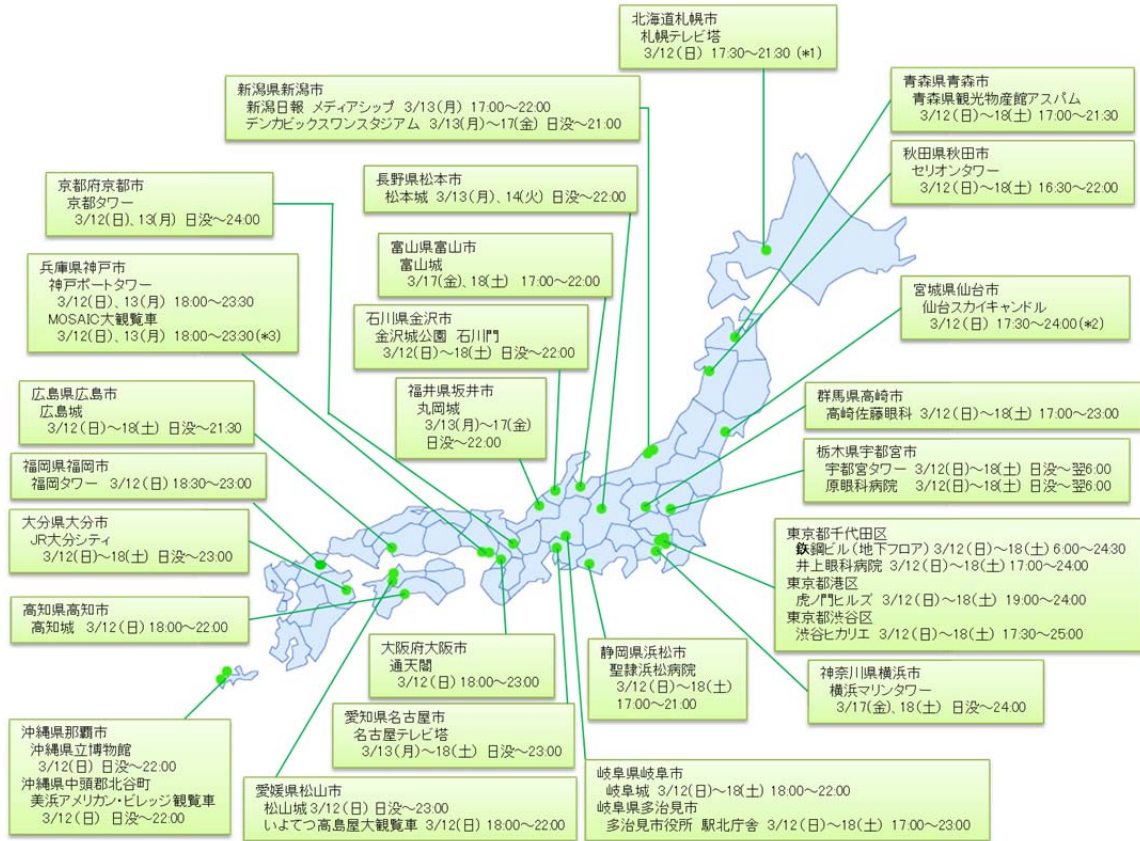 北海道札幌市
札幌テレビ塔
3/12(日) 17:30～21:30 (*1)
新潟県新潟市
新潟日報 メディアシップ 3/13(月) 17:00～22:00
デンカビッグスワンスタジアム 3/13(月)～17(金) 日没～21:00
青森県青森市
青森県観光物産館アスパム
3/12(日)～18(土) 17:00～21:30
秋田県秋田市
セリオンタワー
3/12(日)～18(土) 16:30～22:00
京都府京都市
京都タワー
3/12(日)、13(月) 日没～24:00
長野県松本市
松本城 3/13(月)、14(火) 日没～22:00
富山県富山市
富山城
3/17(金)、18(土) 17:00～22:00
兵庫県神戸市
神戸ポートタワー
3/12(日)、13(月) 18:00～23:30
MOSAIC大観覧車
3/12(日)、13(月) 18:00～23:30(*3)
宮城県仙台市
仙台スカイキャンドル
3/12(日) 17:30～24:00(*2)
石川県金沢市
金沢城公園 石川門
3/12(日)～18(土) 日没～22:00
広島県広島市
広島城
3/12(日)～18(土) 日没～21:30
福井県坂井市
丸岡城
3/13(月)～17(金)
日没～22:00
群馬県高崎市
高崎佐藤眼科 3/12(日)～18(土) 17:00～23:00
栃木県宇都宮市
宇都宮タワー 3/12(日)～18(土) 日没～翌6:00
原眼科病院 3/12(日)～18(土) 日没～翌6:00
福岡県福岡市
福岡タワー 3/12(日) 18:30～23:00
大分県大分市
JR大分シティ
3/12(日)～18(土) 日没～23:00
東京都千代田区
鉃鋼ビル(地下フロア) 3/12(日)～18(土) 6:00～24:30
井上眼科病院 3/12(日)～18(土) 17:00～24:00
東京都港区
虎ノ門ヒルズ 3/12(日)～18(土) 19:00～24:00
東京都渋谷区
渋谷ヒカリエ 3/12(日)～18(土) 17:30～25:00
高知県高知市
高知城 3/12(日) 18:00～22:00
大阪府大阪市
通天閣
3/12(日) 18:00～23:00
静岡県浜松市
聖隷浜松病院
3/12(日)～18(土)
17:00～21:00
神奈川県横浜市
横浜マリンタワー
3/17(金)、18(土) 日没～24:00
沖縄県那覇市
沖縄県立博物館
3/12(日) 日没～22:00
沖縄県中頭郡北谷町
美浜アメリカン・ビレッジ観覧車
3/12(日) 日没～22:00
愛知県名古屋市
名古屋テレビ塔
3/13(月)～18(土) 日没～23:00
愛媛県松山市
松山城3/12(日) 日没～23:00
いよてつ高島屋大観覧車 3/12(日) 18:00～22:00
岐阜県岐阜市
岐阜城 3/12(日)～18(土) 18:00～22:00
岐阜県多治見市
多治見市役所 駅北庁舎 3/12(日)～18(土) 17:00～23:00